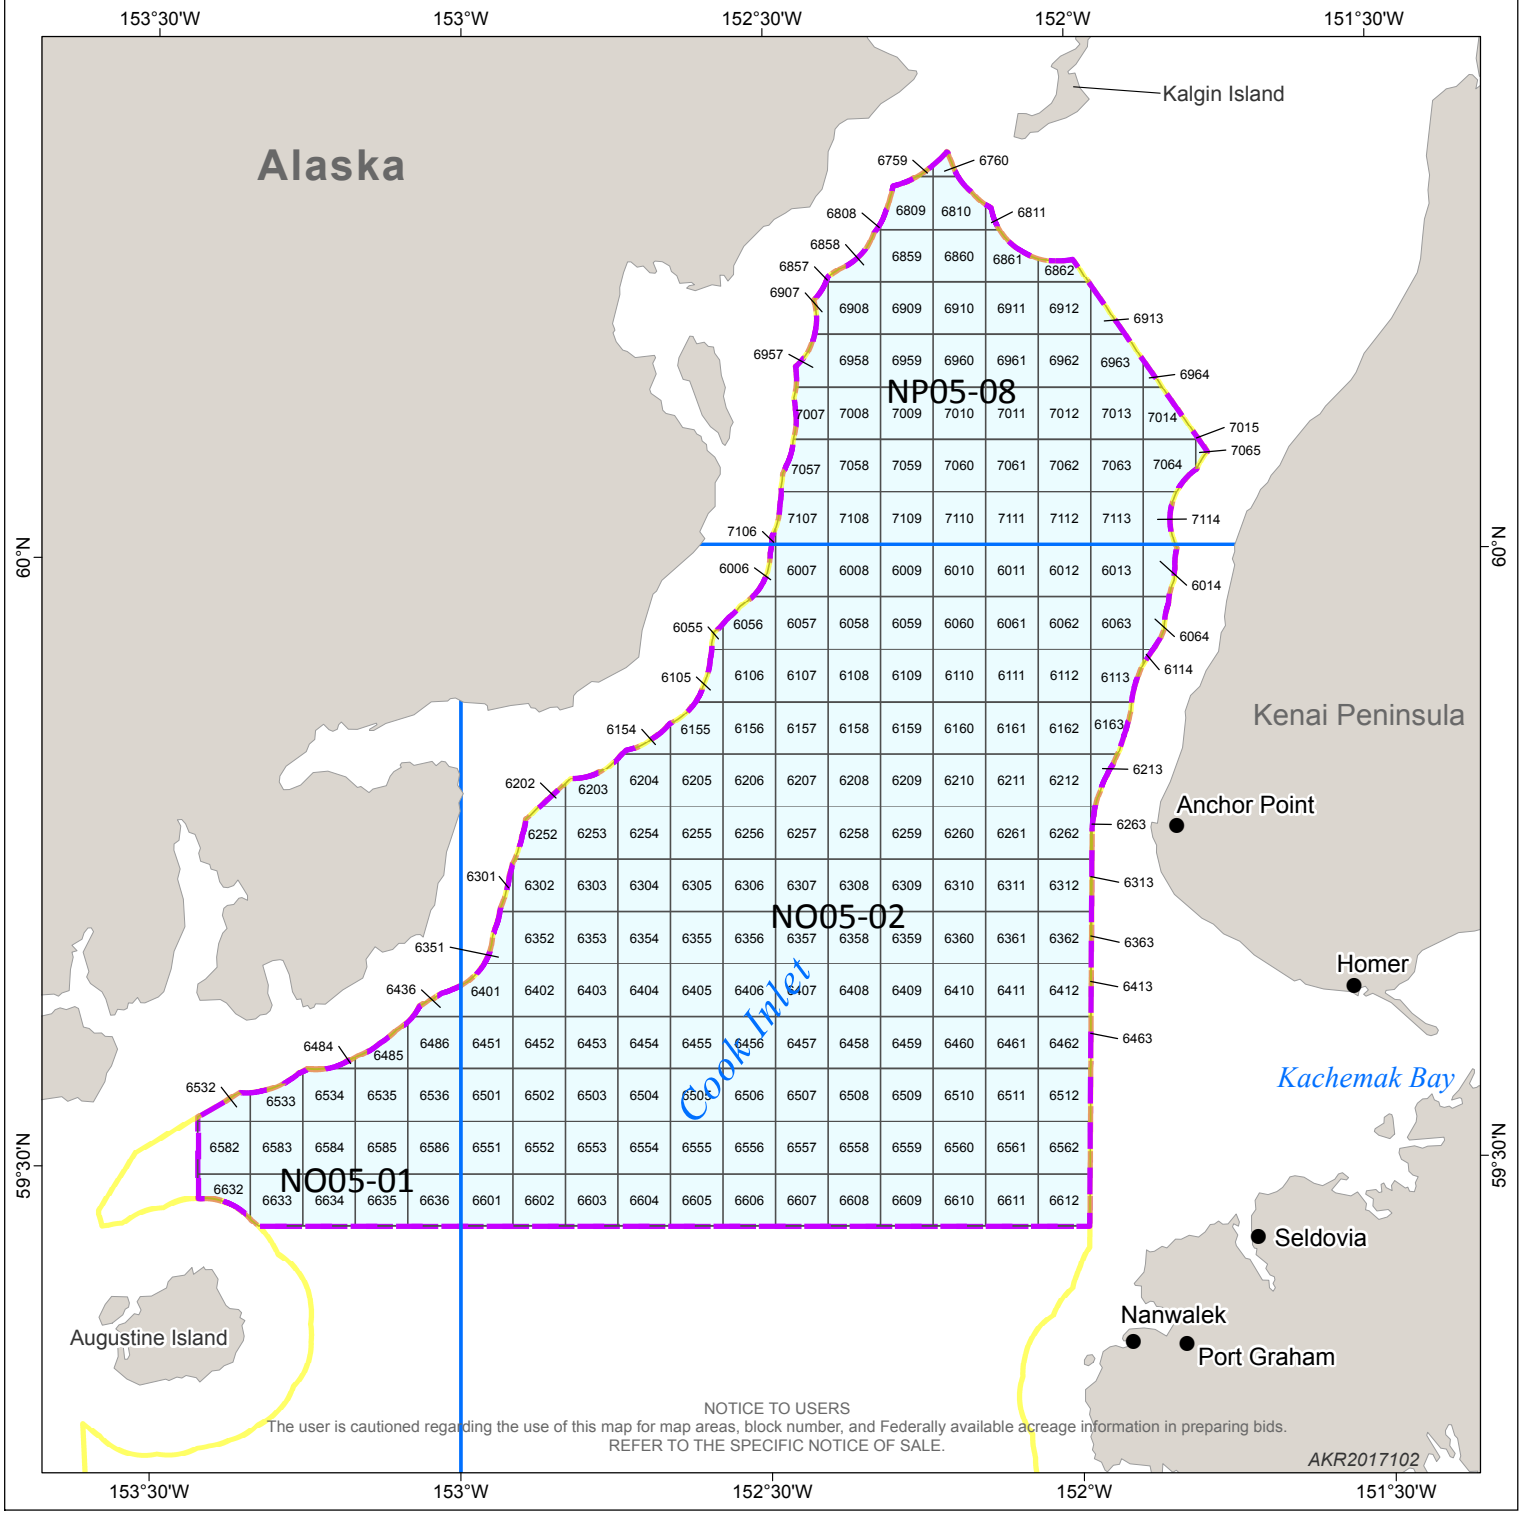 153°30'W 153°W 152°30'W 152°W 151°30'W
Kalgin Island
Alaska
6759 6760
6808 6809 6810 6811
6858 6859 6860 6861 6862
6857
6907 6908 6909 6910 6911 6912 6913
6957 6958 6959 6960 6961 6962 6963 6964
NP05-08
7007 7008 7009 7010 7011 7012 7013 7014 7015
7057 7058 7059 7060 7061 7062 7063 7064 7065
7106 7107 7108 7109 7110 7111 7112 7113 7114
60°N 60°N
6006 6007 6008 6009 6010 6011 6012 6013 6014
6055 6056 6057 6058 6059 6060 6061 6062 6063 6064
6105 6106 6107 6108 6109 6110 6111 6112 6113 6114
Kenai Peninsula
6154 6155 6156 6157 6158 6159 6160 6161 6162 6163
6202 6203 6204 6205 6206 6207 6208 6209 6210 6211 6212 6213
Anchor Point
6252 6253 6254 6255 6256 6257 6258 6259 6260 6261 6262 6263
6301 6302 6303 6304 6305 6306 6307 6308 6309 6310 6311 6312 6313
NO05-02
6351 6352 6353 6354 6355 6356 6357 6358 6359 6360 6361 6362 6363
Homer
6436 6401 6402 6403 6404 6405 6406 6407 6408 6409 6410 6411 6412 6413
Cook Inlet
6484 6485 6486 6451 6452 6453 6454 6455 6456 6457 6458 6459 6460 6461 6462 6463
Kachemak Bay
6532 6533 6534 6535 6536 6501 6502 6503 6504 6505 6506 6507 6508 6509 6510 6511 6512
59°30'N 59°30'N
6582 6583 6584 6585 6586 6551 6552 6553 6554 6555 6556 6557 6558 6559 6560 6561 6562
NO05-01
6632 6633 6634 6635 6636 6601 6602 6603 6604 6605 6606 6607 6608 6609 6610 6611 6612
Seldovia
Nanwalek
Augustine Island
Port Graham
NOTICE TO USERS
The user is cautioned regarding the use of this map for map areas, block number, and Federally available acreage information in preparing bids.
REFER TO THE SPECIFIC NOTICE OF SALE.
AKR2017102
153°30'W 153°W 152°30'W 152°W 151°30'W